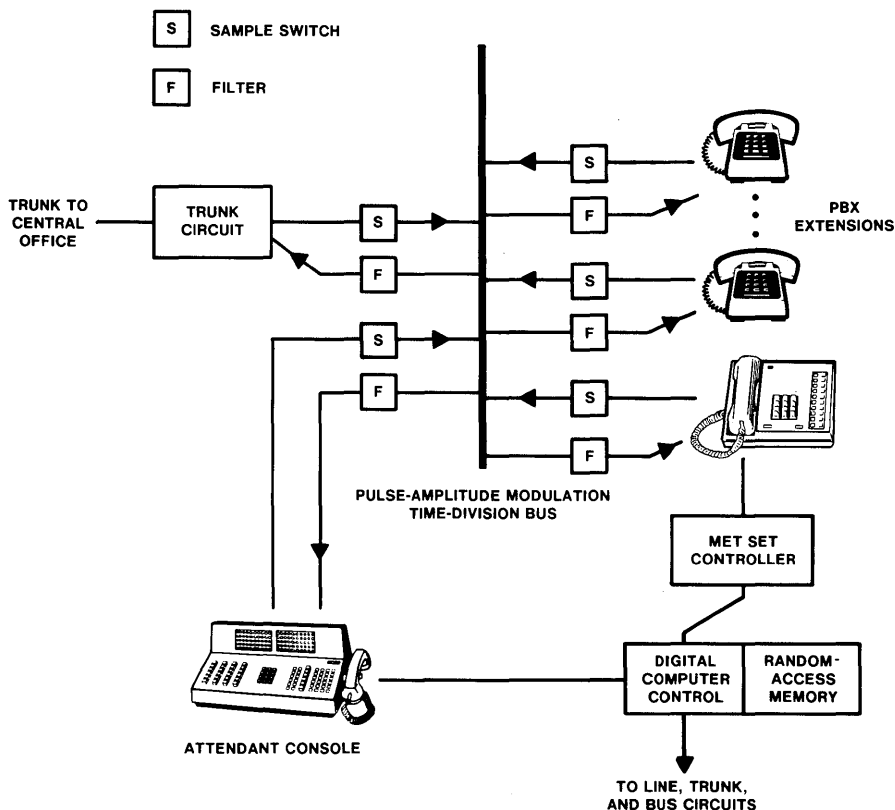 S SAMPLE SWITCH
F FILTER
S
F
S
F
S
F
TRUNK TO
CENTRAL
OFFICE
TRUNK
CIRCUIT
S
F
S
F
PBX
EXTENSIONS
PULSE-AMPLITUDE MODULATION
TIME-DIVISION BUS
MET SET
CONTROLLER
DIGITAL
COMPUTER
CONTROL
RANDOM-
ACCESS
MEMORY
ATTENDANT CONSOLE
TO LINE, TRUNK,
AND BUS CIRCUITS